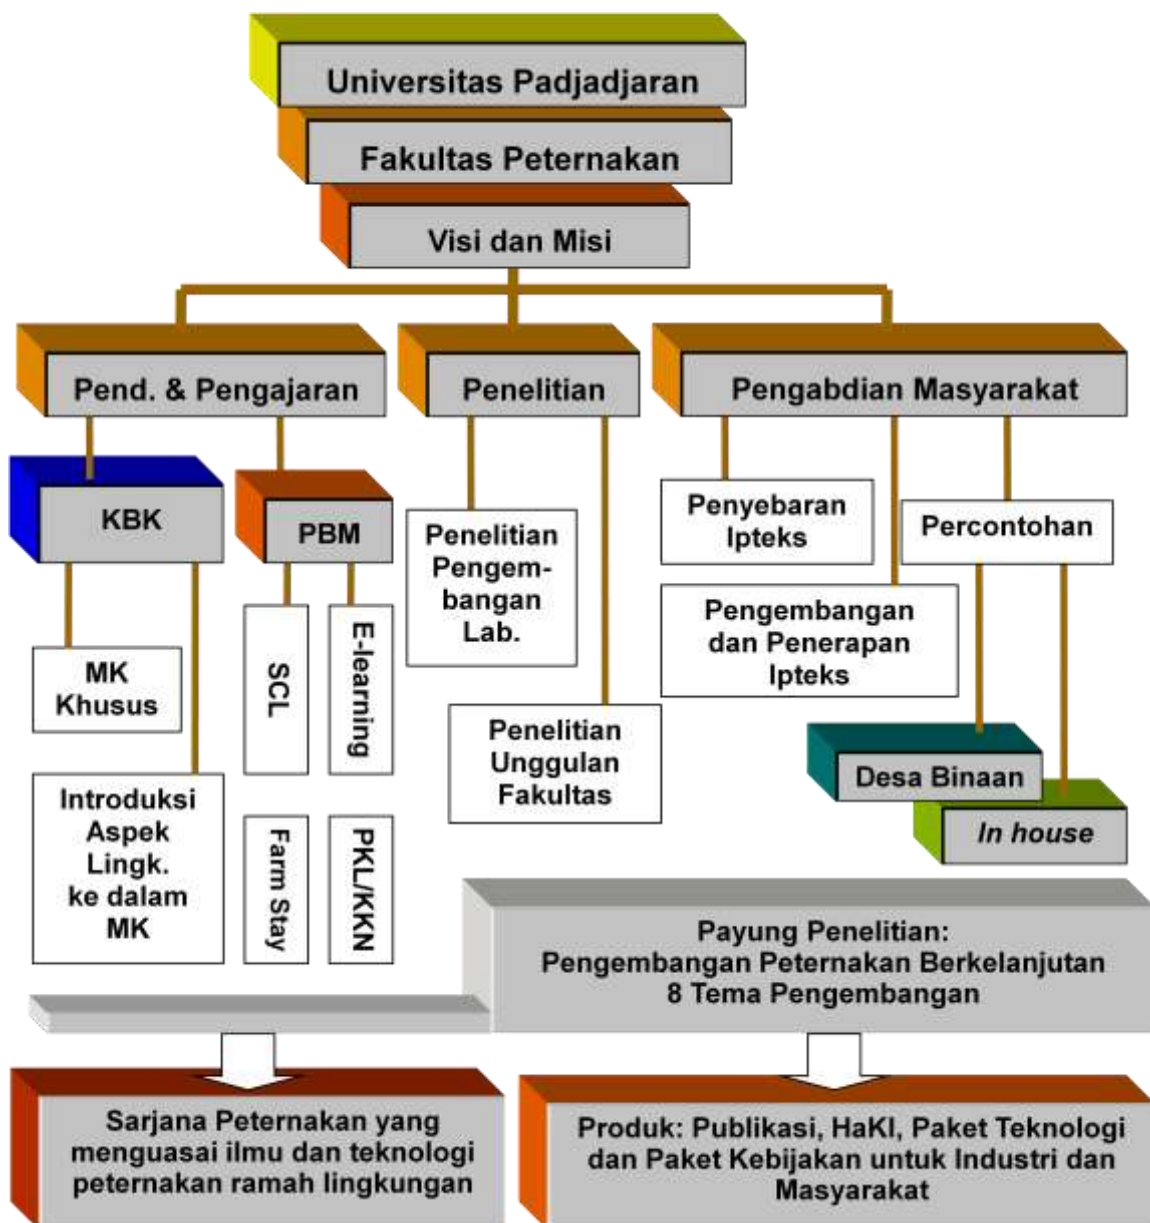 Universitas Padjadjaran
Fakultas Peternakan
Visi dan Misi
Pend. & Pengajaran
Penelitian
Pengabdian Masyarakat
KBK
PBM
Penelitian
Pengem-
bangan
Lab.
Penyebaran
Ipteks
Percontohan
MK
Khusus
SCL
E-learning
Pengembangan
dan Penerapan
Ipteks
Penelitian
Unggulan
Fakultas
Desa Binaan
In house
Introduksi
Aspek
Lingk.
ke dalam
MK
Farm Stay
PKL/KKN
Payung Penelitian:
Pengembangan Peternakan Berkelanjutan
8 Tema Pengembangan
Sarjana Peternakan yang
menguasai ilmu dan teknologi
peternakan ramah lingkungan
Produk: Publikasi, HaKI, Paket Teknologi
dan Paket Kebijakan untuk Industri dan
Masyarakat